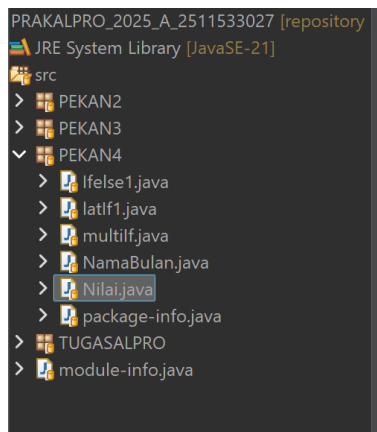 PRAKALPRO_2025_A_2511533027 [repository
JRE System Library [JavaSE-21]
src
PEKAN2
PEKAN3
PEKAN4
Ifelse1.java
latIf1.java
multiIf.java
NamaBulan.java
Nilai.java
package-info.java
TUGASALPRO
module-info.java